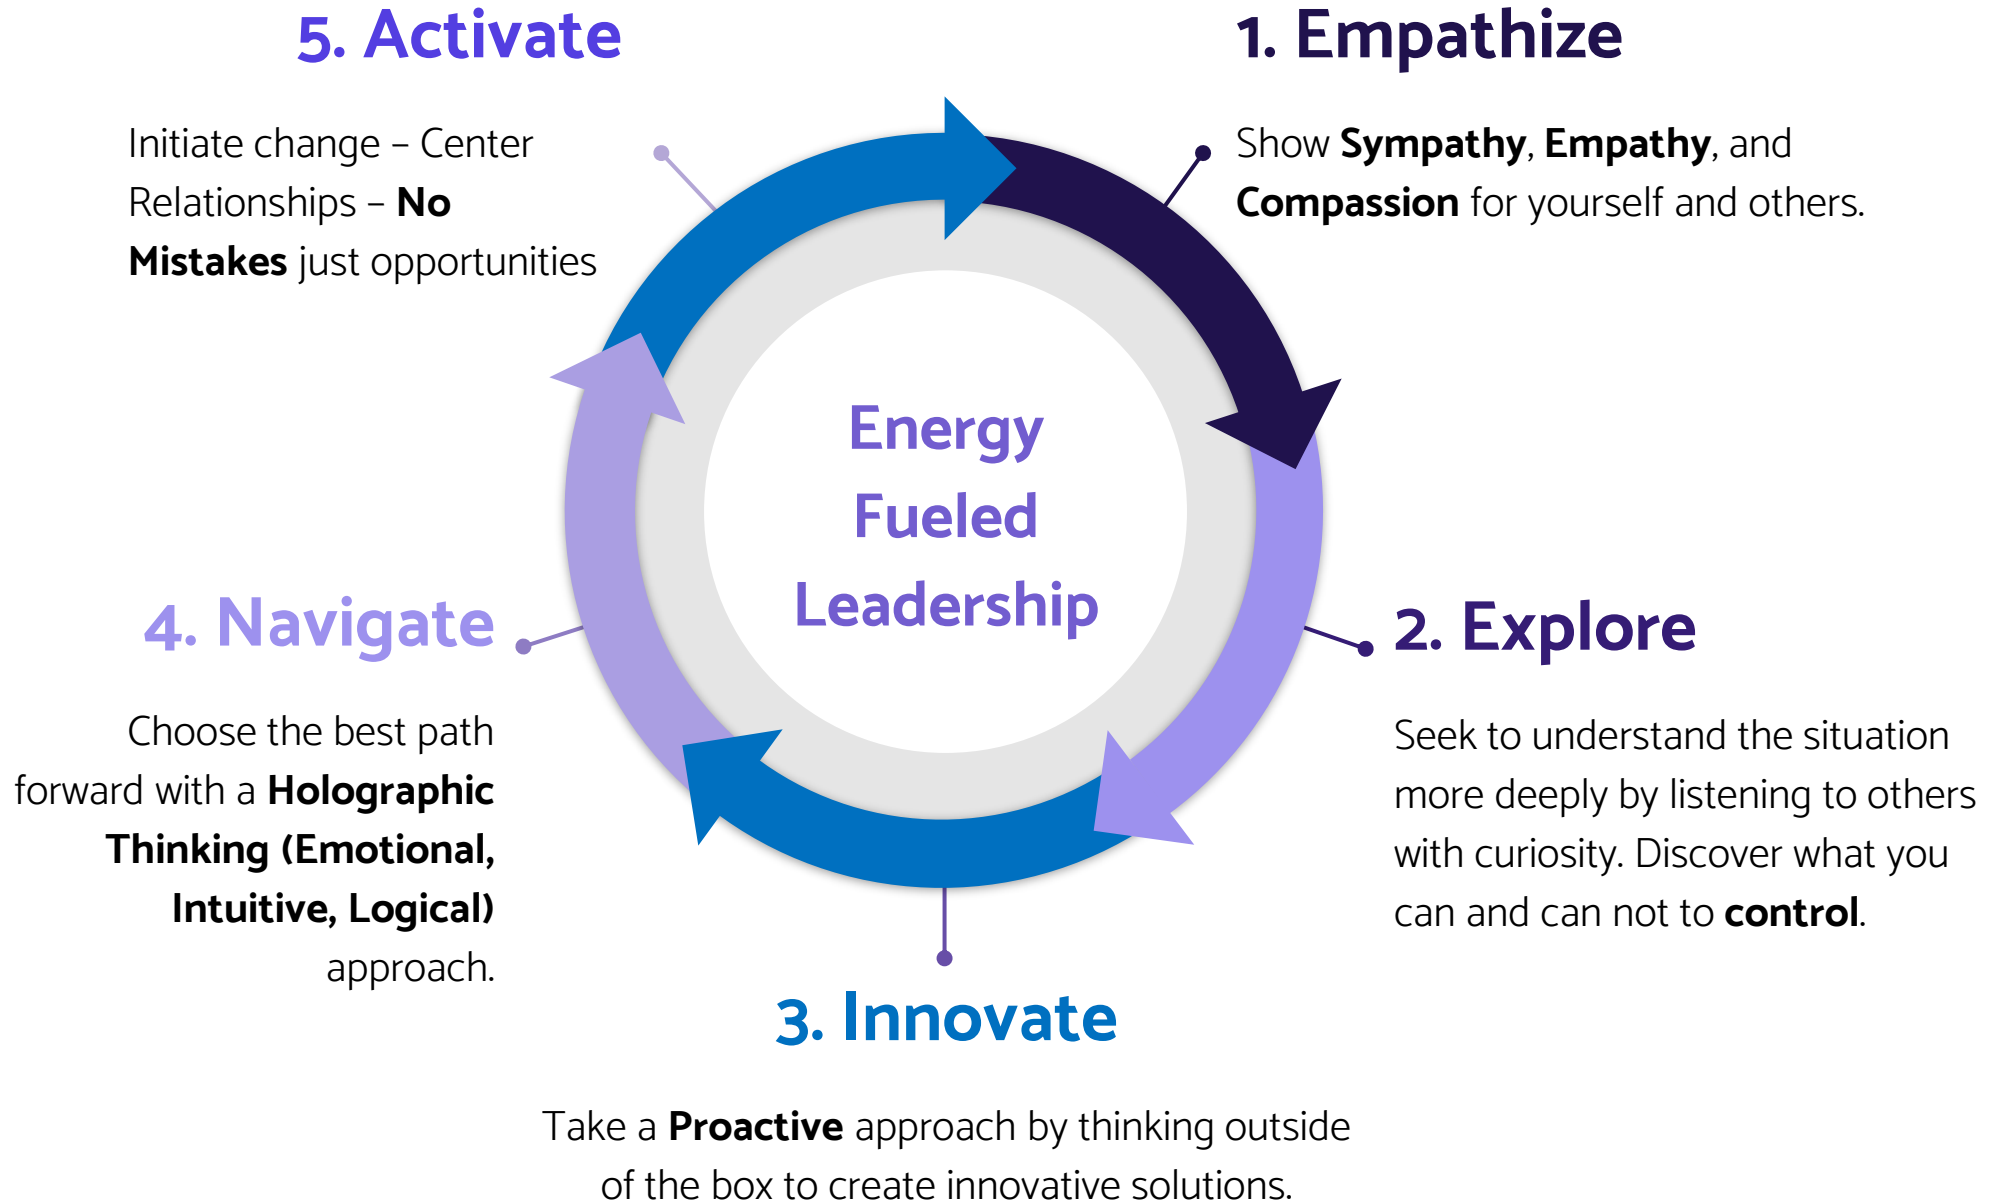 5. Activate
Initiate change – Center
Relationships – No
Mistakes just opportunities
1. Empathize
Show Sympathy, Empathy, and
Compassion for yourself and others.
Energy
Fueled
Leadership
2. Explore
Seek to understand the situation
more deeply by listening to others
with curiosity. Discover what you
can and can not to control.
3. Innovate
Take a Proactive approach by thinking outside
of the box to create innovative solutions.
4. Navigate
Choose the best path
forward with a Holographic
Thinking (Emotional,
Intuitive, Logical)
approach.